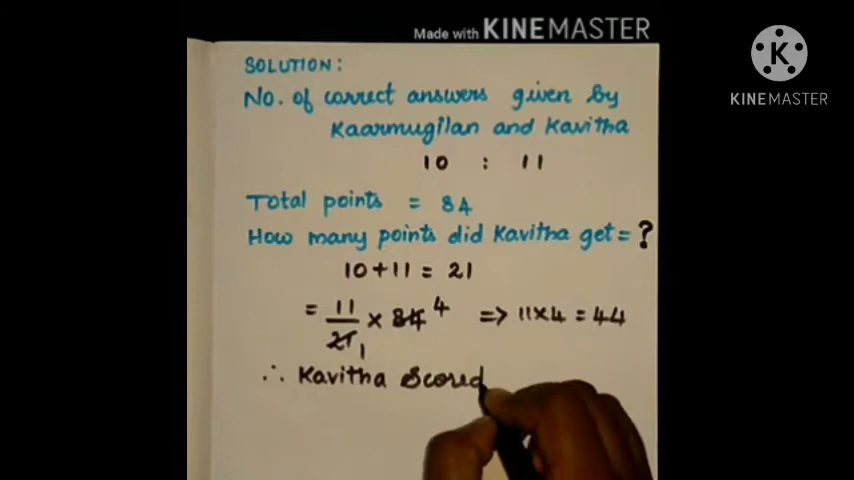 Made with KINEMASTER
KINEMASTER
SOLUTION:
No. of correct answers given by
Kaarmugilan and Kavitha
10 : 11
Total points = 84
How many points did Kavitha get = ?
10+11 = 21
= 11/21 1 × 84 4 => 11×4 = 44
∴ Kavitha Scored